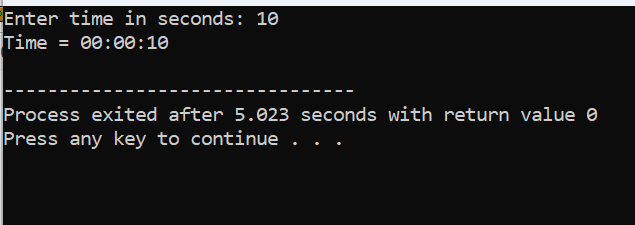 Enter time in seconds: 10
Time = 00:00:10
--------------------------------
Process exited after 5.023 seconds with return value 0
Press any key to continue . . .